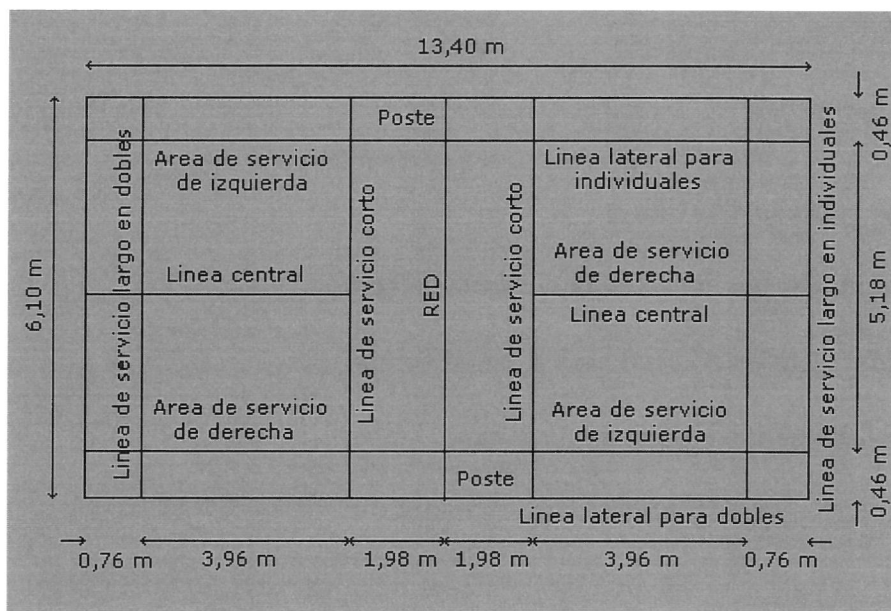 13,40 m
Poste
0,46 m
Area de servicio
de izquierda
Linea lateral para
individuales
Linea de servicio largo en dobles
Linea de servicio corto
RED
Linea de servicio corto
Linea de servicio largo en individuales
6,10 m
5,18 m
Linea central
Area de servicio
de derecha
Linea central
Area de servicio
de derecha
Area de servicio
de izquierda
Poste
0,46 m
Linea lateral para dobles
0,76 m
3,96 m
1,98 m
1,98 m
3,96 m
0,76 m